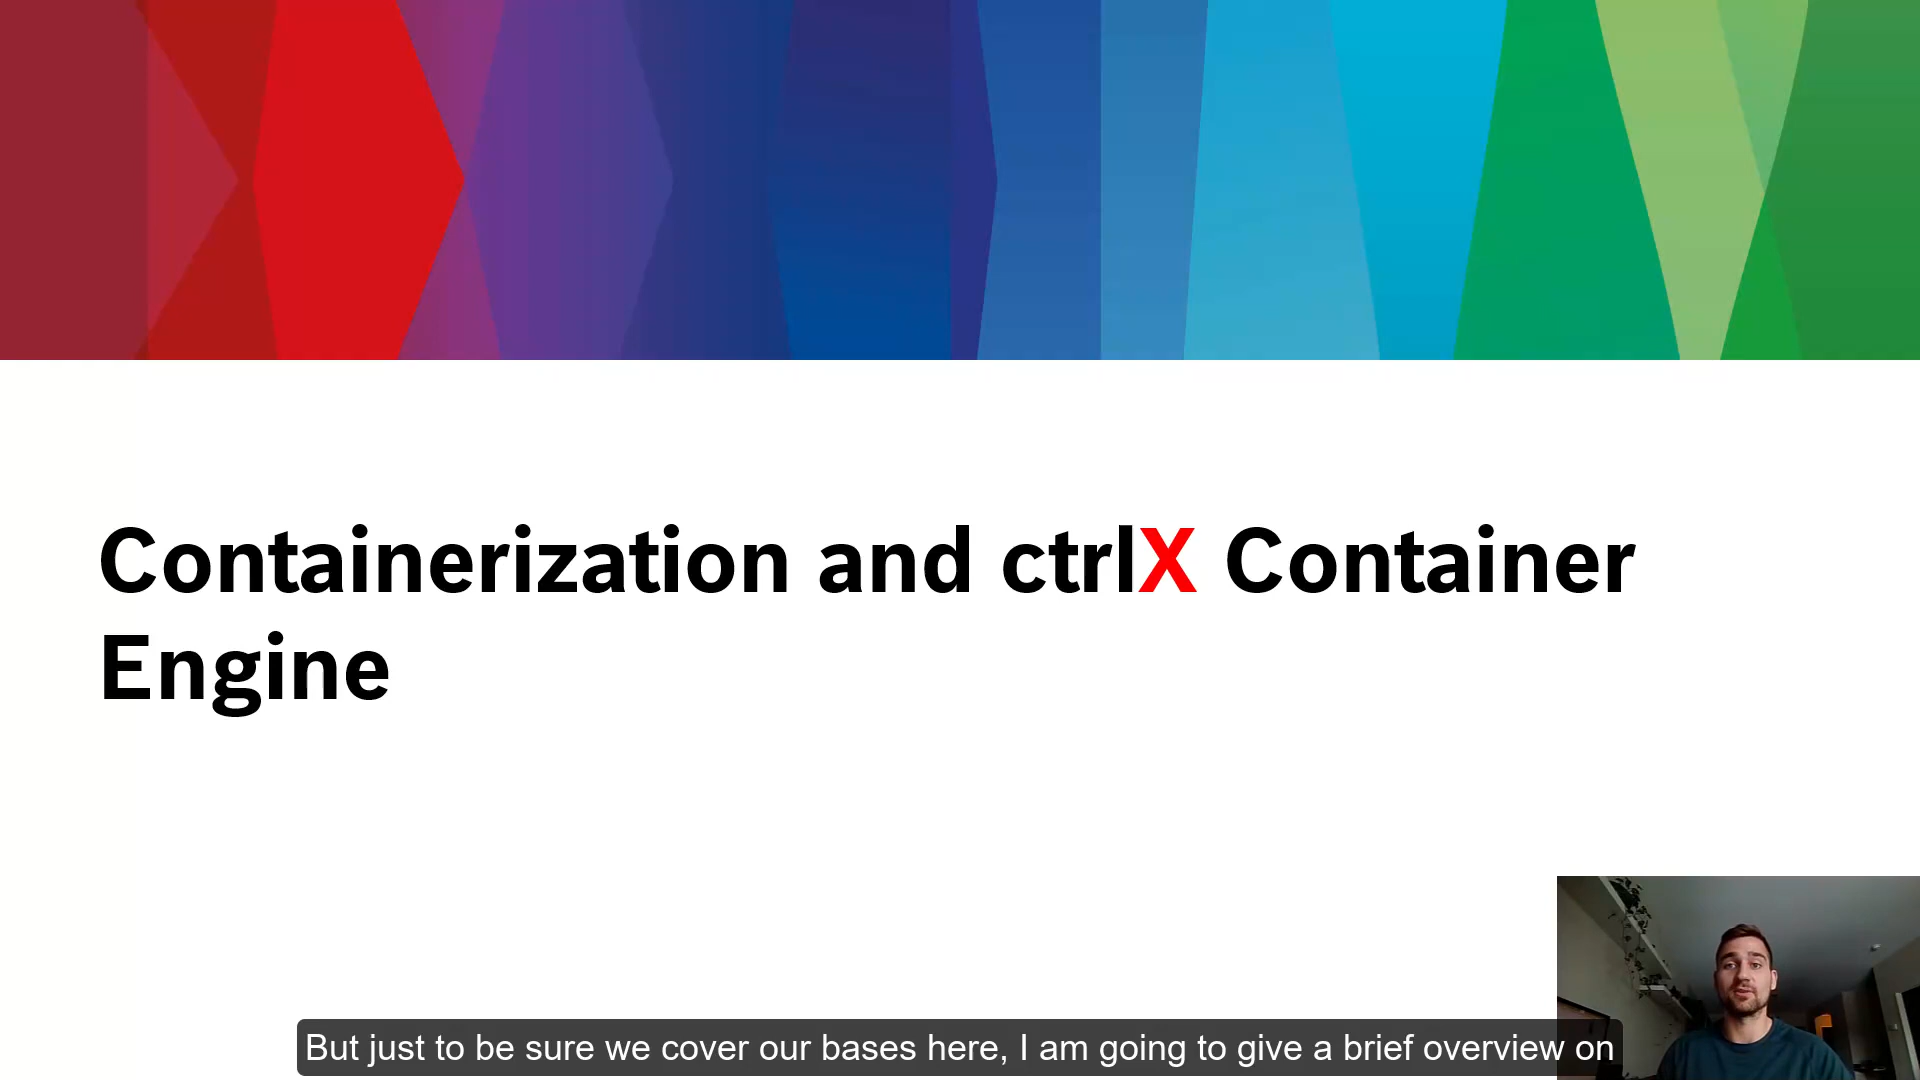 Containerization and ctrlX Container
Engine
But just to be sure we cover our bases here, I am going to give a brief overview on